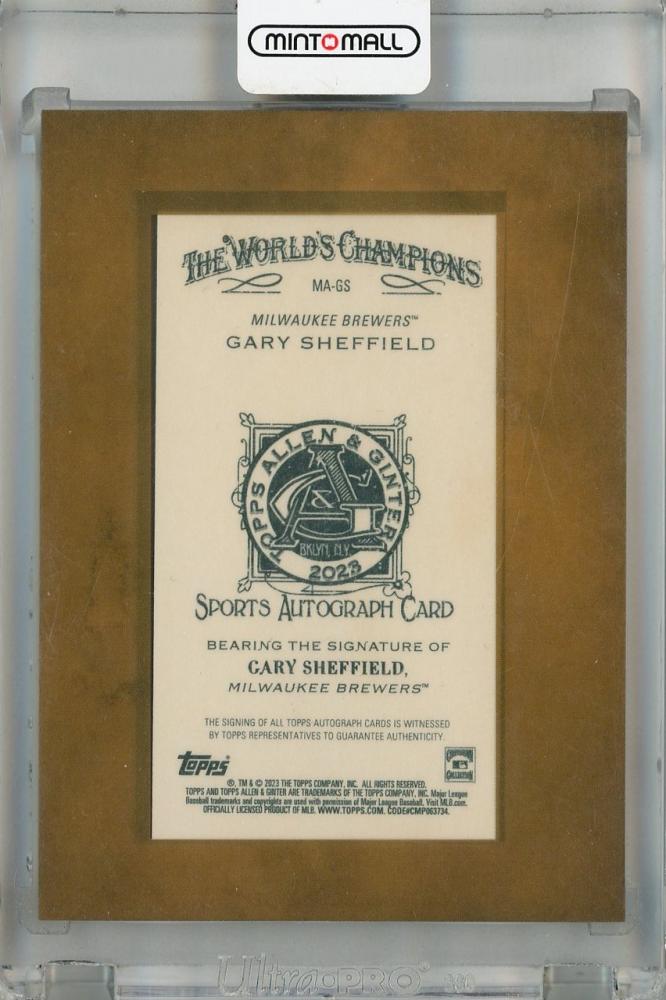 MINT MALL
THE WORLD'S CHAMPIONS
MA-GS
MILWAUKEE BREWERS™
GARY SHEFFIELD
TOPPS ALLEN & GINTER
A&G
BKLYN, N.Y.
2023
SPORTS AUTOGRAPH CARD
BEARING THE SIGNATURE OF
GARY SHEFFIELD,
MILWAUKEE BREWERS™
THE SIGNING OF ALL TOPPS AUTOGRAPH CARDS IS WITNESSED
BY TOPPS REPRESENTATIVES TO GUARANTEE AUTHENTICITY.
Topps®
®, TM & © 2023 THE TOPPS COMPANY, INC. ALL RIGHTS RESERVED.
TOPPS AND TOPPS ALLEN & GINTER ARE TRADEMARKS OF THE TOPPS COMPANY, INC. Major League
Baseball trademarks and copyrights are used with permission of Major League Baseball. Visit MLB.com.
OFFICIALLY LICENSED PRODUCT OF MLB. WWW.TOPPS.COM. CODE#CMP063734.
Ultra·PRO